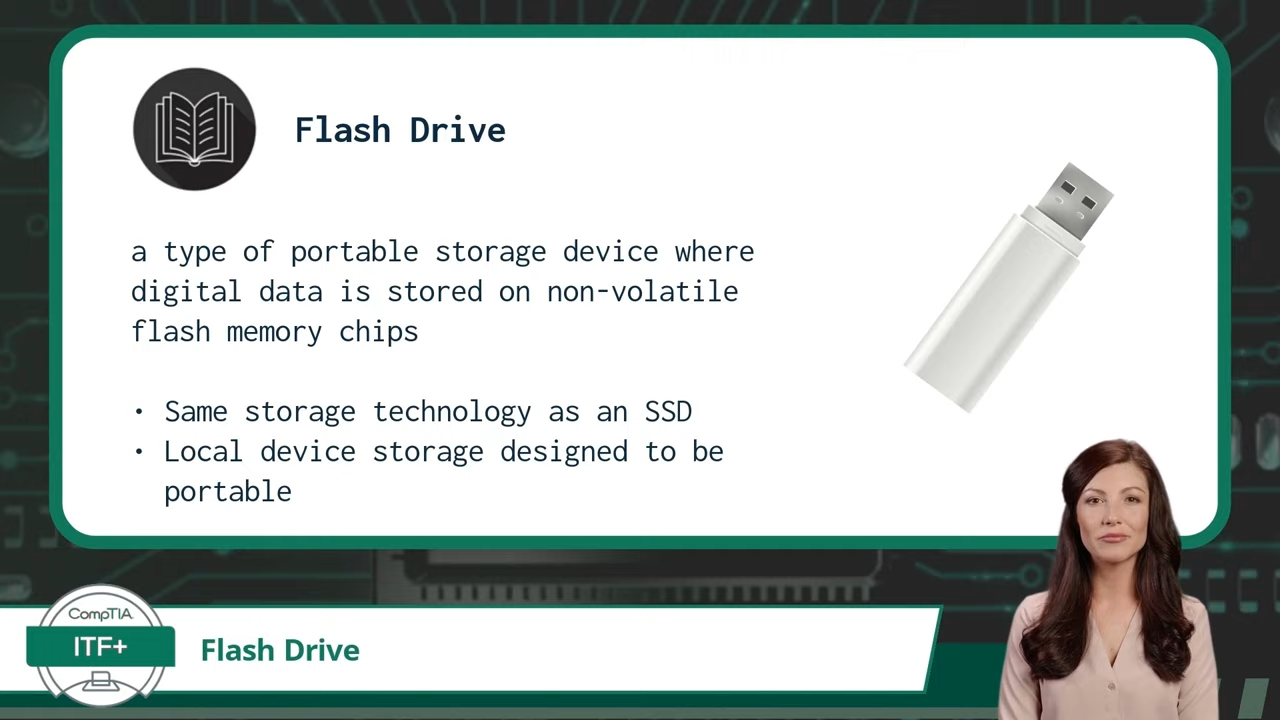 Flash Drive
a type of portable storage device where
digital data is stored on non-volatile
flash memory chips
• Same storage technology as an SSD
• Local device storage designed to be
portable
CompTIA.
ITF+
Flash Drive